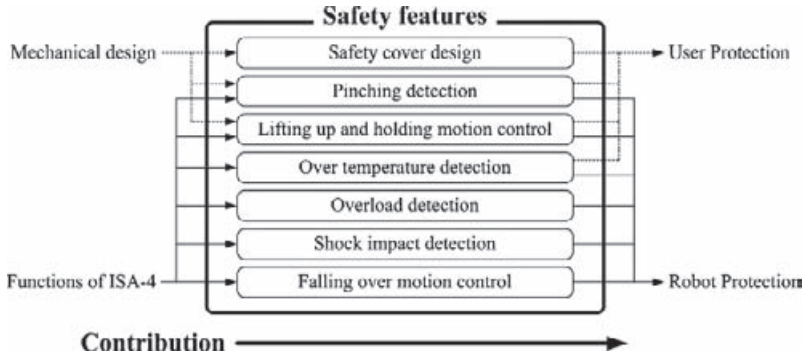 Safety features
Mechanical design
Safety cover design
User Protection
Pinching detection
Lifting up and holding motion control
Over temperature detection
Overload detection
Shock impact detection
Functions of ISA-4
Falling over motion control
Robot Protection
Contribution